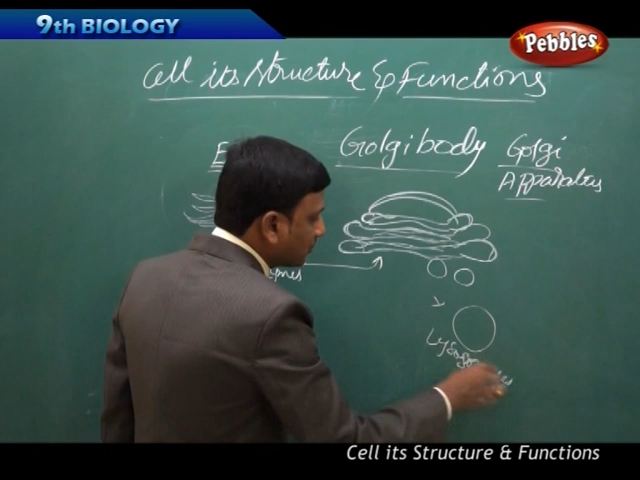 9th BIOLOGY
Pebbles
Cell its Structure & Functions
E
Golgibody
Golgi
Apparatus
Cell its Structure & Functions